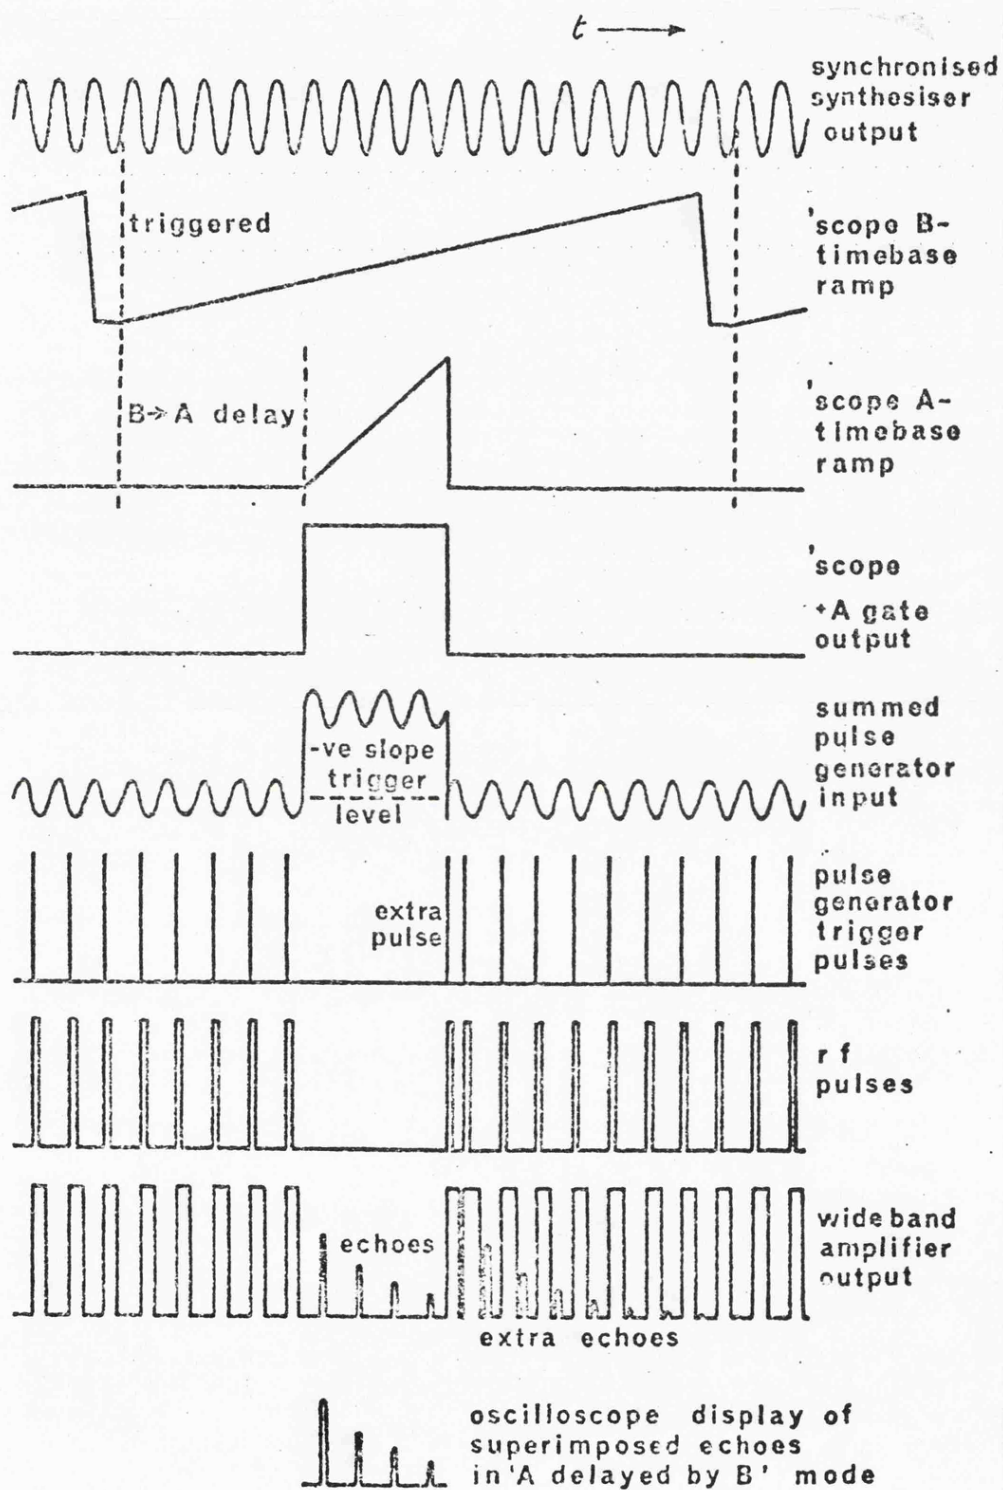 t
synchronised
synthesiser
output
triggered
'scope B-
timebase
ramp
B→A delay
'scope A-
timebase
ramp
'scope
+A gate
output
-ve slope
trigger
level
summed
pulse
generator
input
extra
pulse
pulse
generator
trigger
pulses
rf
pulses
echoes
wide band
amplifier
output
extra echoes
oscilloscope display of
superimposed echoes
in 'A delayed by B' mode